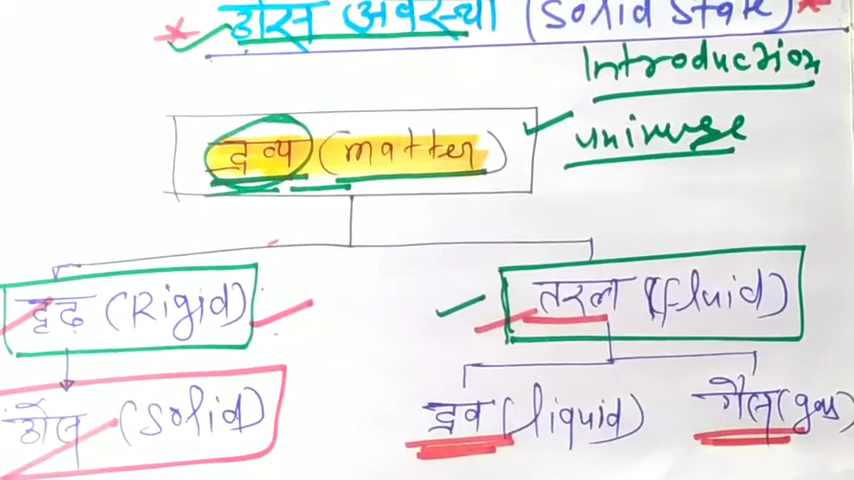 ठोस अवस्था (Solid State)
Introduction
universe
द्रव्य (matter)
दृढ़ (Rigid)
तरल (fluid)
ठोस (Solid)
द्रव (liquid)
गैस (gas)